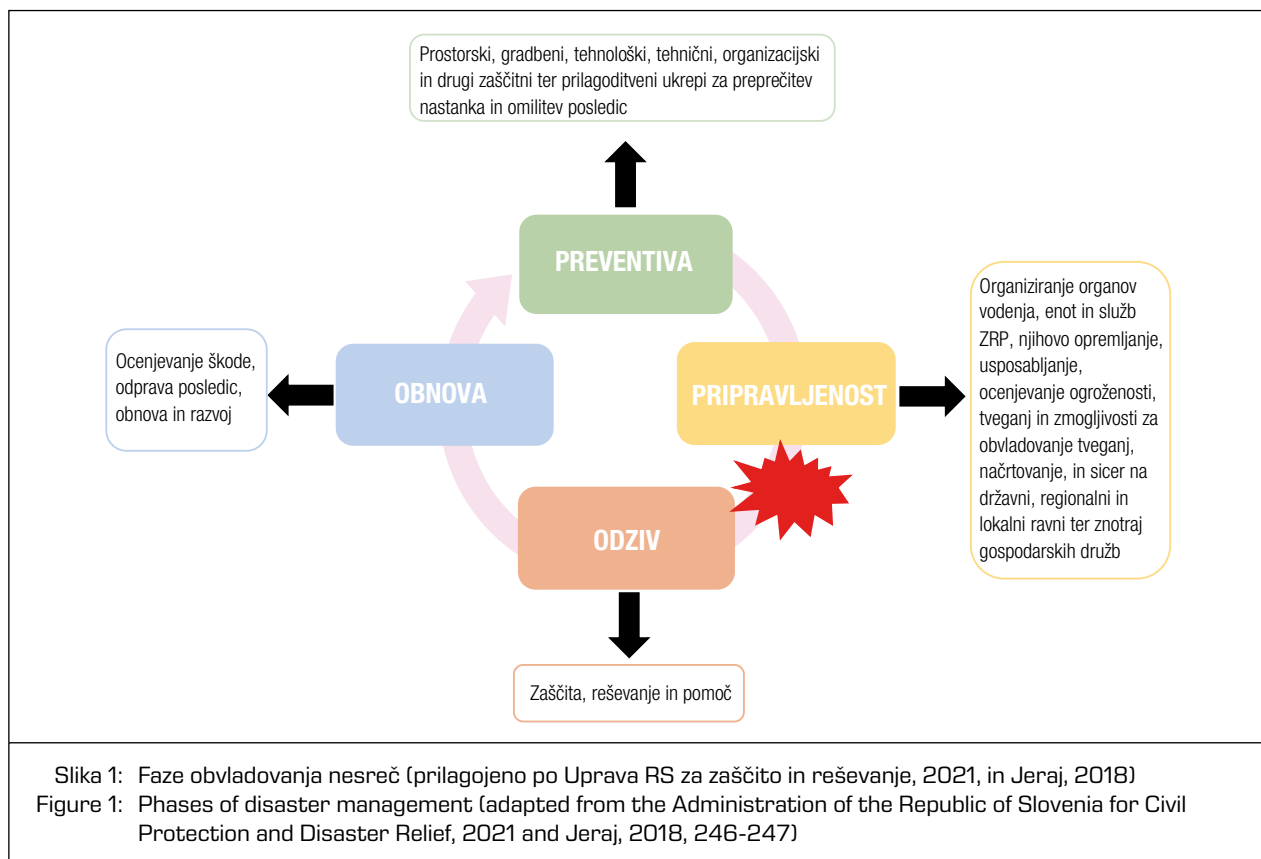 Prostorski, gradbeni, tehnološki, tehnični, organizacijski
in drugi zaščitni ter prilagoditveni ukrepi za preprečitev
nastanka in omilitev posledic
PREVENTIVA
Organiziranje organov
vodenja, enot in služb
ZRP, njihovo opremljanje,
usposabljanje,
ocenjevanje ogroženosti,
tveganj in zmogljivosti za
obvladovanje tveganj,
načrtovanje, in sicer na
državni, regionalni in
lokalni ravni ter znotraj
gospodarskih družb
PRIPRAVLJENOST
Ocenjevanje škode,
odprava posledic,
obnova in razvoj
OBNOVA
ODZIV
Zaščita, reševanje in pomoč
Slika 1: Faze obvladovanja nesreč (prilagojeno po Uprava RS za zaščito in reševanje, 2021, in Jeraj, 2018)
Figure 1: Phases of disaster management (adapted from the Administration of the Republic of Slovenia for Civil
Protection and Disaster Relief, 2021 and Jeraj, 2018, 246-247)